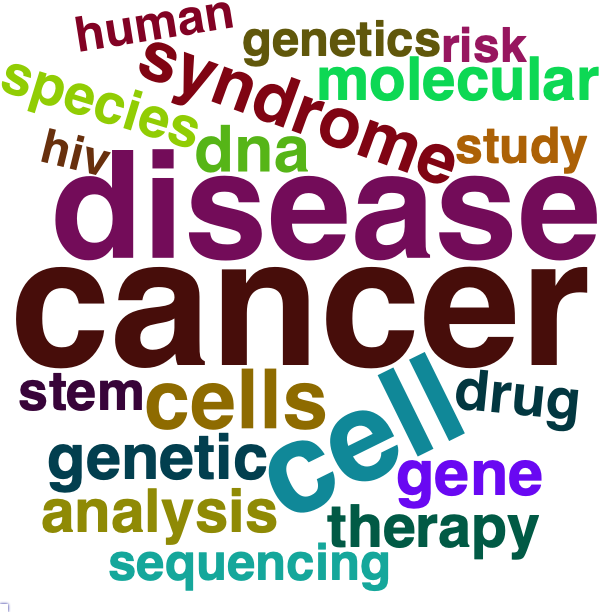 human
genetics
risk
syndrome
molecular
species
hiv
dna
study
disease
cancer
stem
cells
cell
drug
genetic
gene
analysis
therapy
sequencing